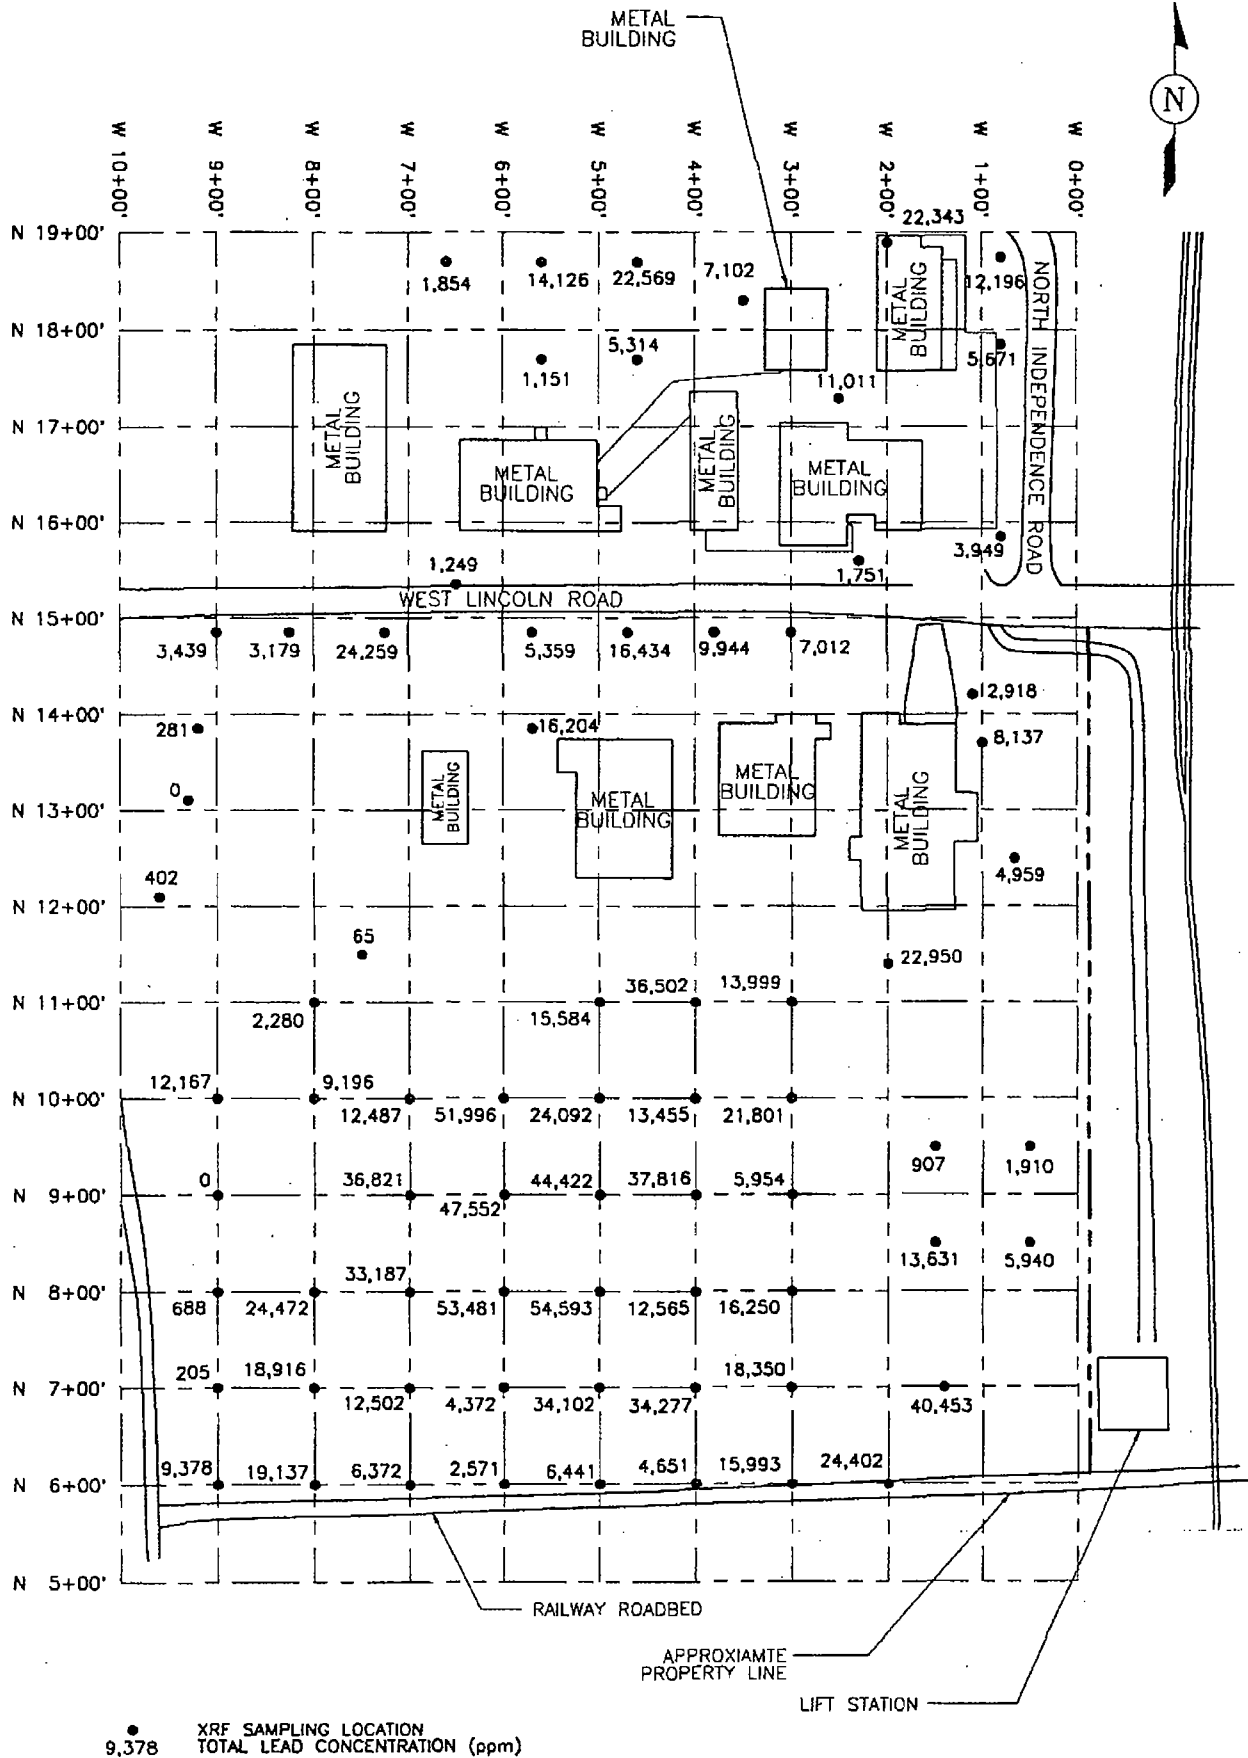 METAL
BUILDING
N
W 10+00'
W 9+00'
W 8+00'
W 7+00'
W 6+00'
W 5+00'
W 4+00'
W 3+00'
W 2+00'
W 1+00'
W 0+00'
22,343
N 19+00'
1,854
14,126
22,569
7,102
12,196
METAL
BUILDING
NORTH INDEPENDENCE ROAD
N 18+00'
5,314
1,151
5,671
11,011
N 17+00'
METAL
BUILDING
METAL
BUILDING
METAL
BUILDING
METAL
BUILDING
N 16+00'
3,949
1,249
1,751
WEST LINCOLN ROAD
N 15+00'
3,439
3,179
24,259
5,359
16,434
9,944
7,012
2,918
N 14+00'
281
16,204
8,137
0
METAL
BUILDING
METAL
BUILDING
METAL
BUILDING
METAL
BUILDING
N 13+00'
402
4,959
N 12+00'
65
22,950
36,502
13,999
N 11+00'
2,280
15,584
12,167
9,196
N 10+00'
12,487
51,996
24,092
13,455
21,801
907
1,910
0
36,821
44,422
37,816
5,954
N 9+00'
47,552
13,631
5,940
33,187
N 8+00'
688
24,472
53,481
54,593
12,565
16,250
205
18,916
18,350
N 7+00'
12,502
4,372
34,102
34,277
40,453
9,378
19,137
6,372
2,571
6,441
4,651
15,993
24,402
N 6+00'
N 5+00'
RAILWAY ROADBED
APPROXIAMTE
PROPERTY LINE
LIFT STATION
XRF SAMPLING LOCATION
9,378 TOTAL LEAD CONCENTRATION (ppm)